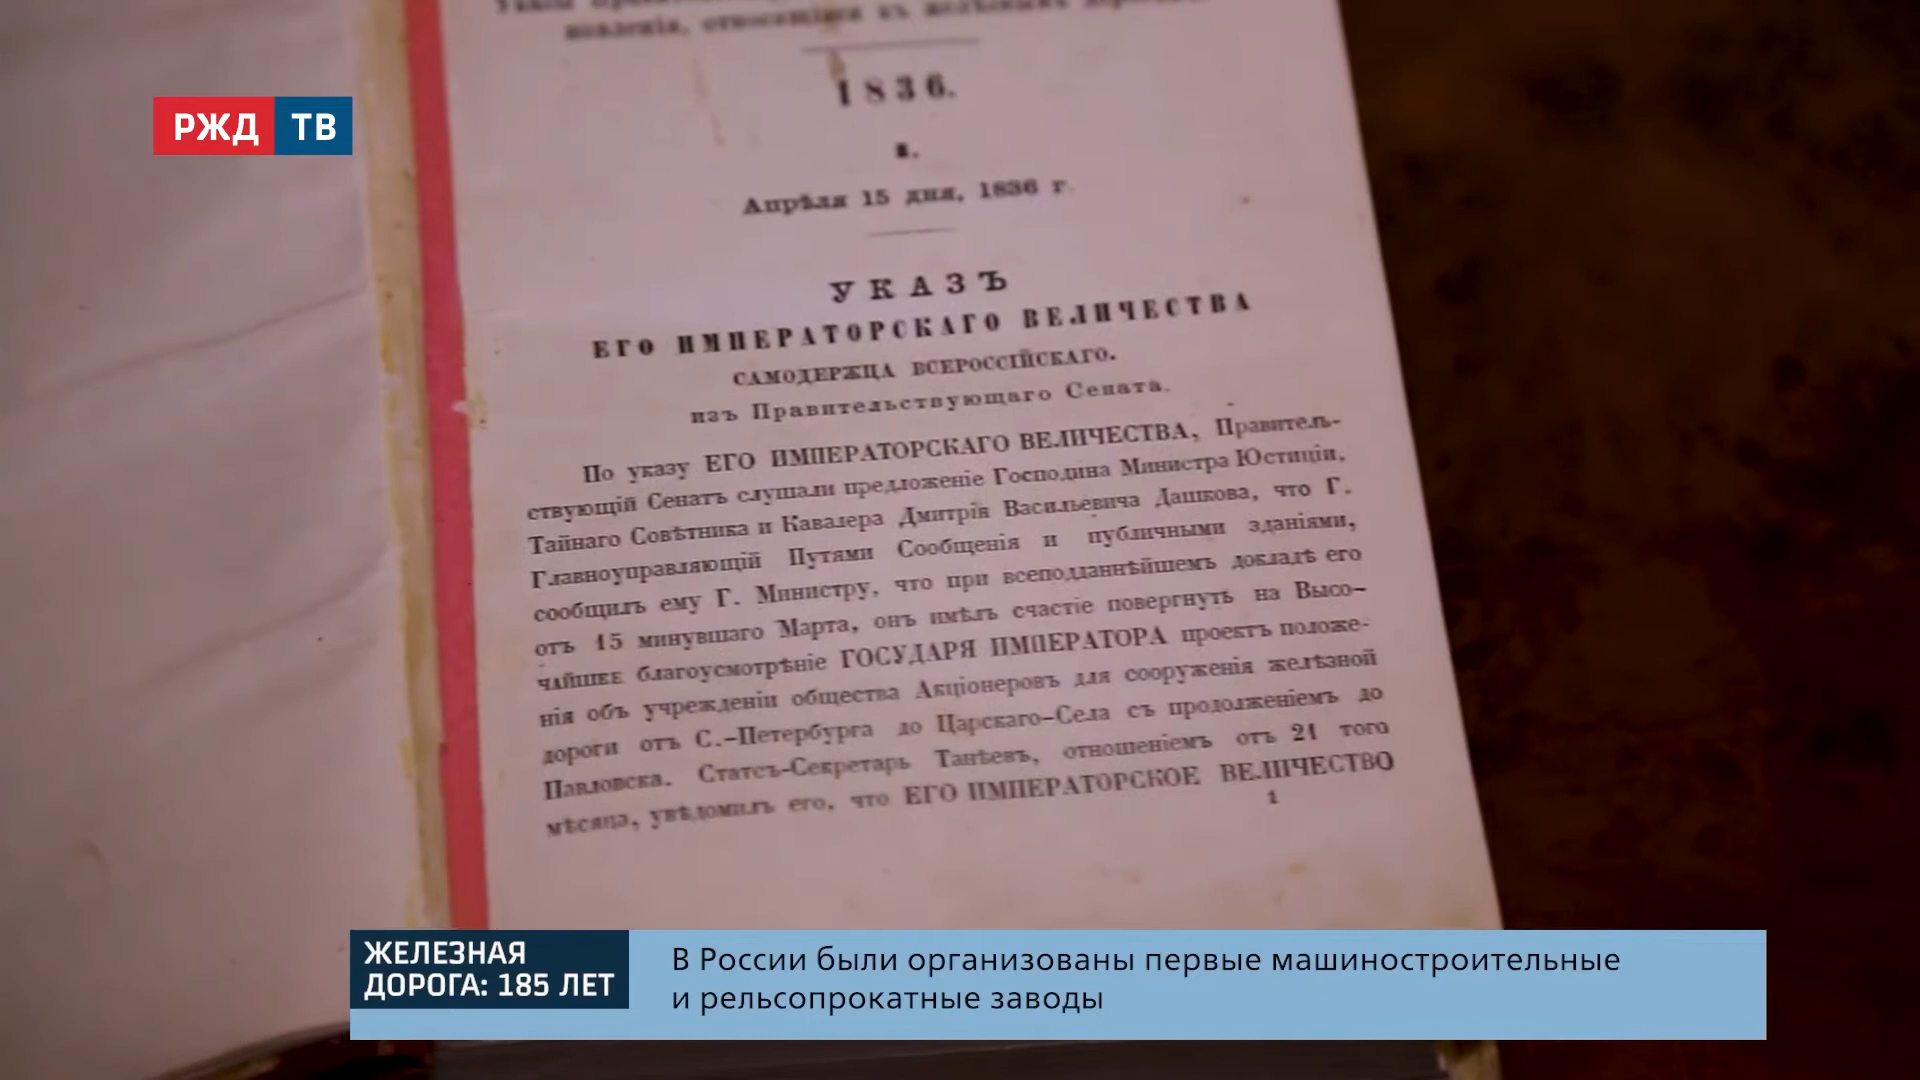 повленія, относящіяся къ желѣзнымъ
1836.
РЖД ТВ
I.
Апрѣля 15 дня, 1836 г.
УКАЗЪ
ЕГО ИМПЕРАТОРСКАГО ВЕЛИЧЕСТВА
САМОДЕРЖЦА ВСЕРОССІЙСКАГО.
изъ Правительствующаго Сената.
По указу ЕГО ИМПЕРАТОРСКАГО ВЕЛИЧЕСТВА, Правитель-
ствующій Сенатъ слушали предложеніе Господина Министра Юстиціи,
Тайнаго Совѣтника и Кавалера Дмитрія Васильевича Дашкова, что Г.
Главноуправляющій Путями Сообщенія и публичными зданіями,
сообщилъ ему Г. Министру, что при всеподданнѣйшемъ докладѣ его
отъ 15 минувшаго Марта, онъ имѣлъ счастіе повергнуть на Высо-
чайшее благоусмотрѣніе ГОСУДАРЯ ИМПЕРАТОРА проектъ положе-
нія объ учрежденіи общества Акціонеровъ для сооруженія желѣзной
дороги отъ С.-Петербурга до Царскаго-Села съ продолженіемъ до
Павловска. Статсъ-Секретарь Танѣевъ, отношеніемъ отъ 21 того
мѣсяца, увѣдомилъ его, что ЕГО ИМПЕРАТОРСКОЕ ВЕЛИЧЕСТВО
1
ЖЕЛЕЗНАЯ
ДОРОГА: 185 ЛЕТ
В России были организованы первые машиностроительные
и рельсопрокатные заводы